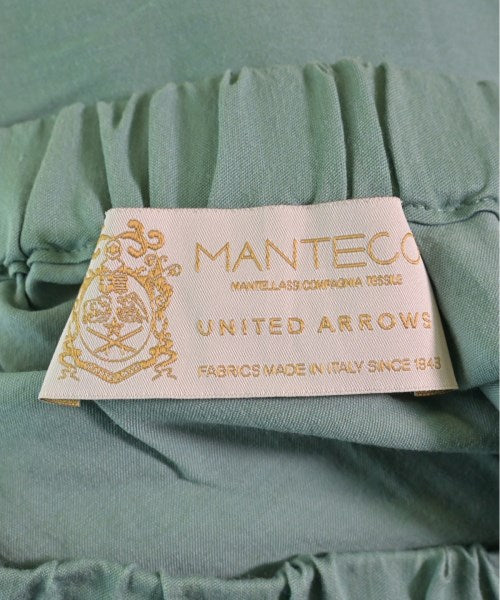 MANTECO
MANTELLASSI COMPAGNIA TESSILE
UNITED ARROWS
FABRICS MADE IN ITALY SINCE 1943